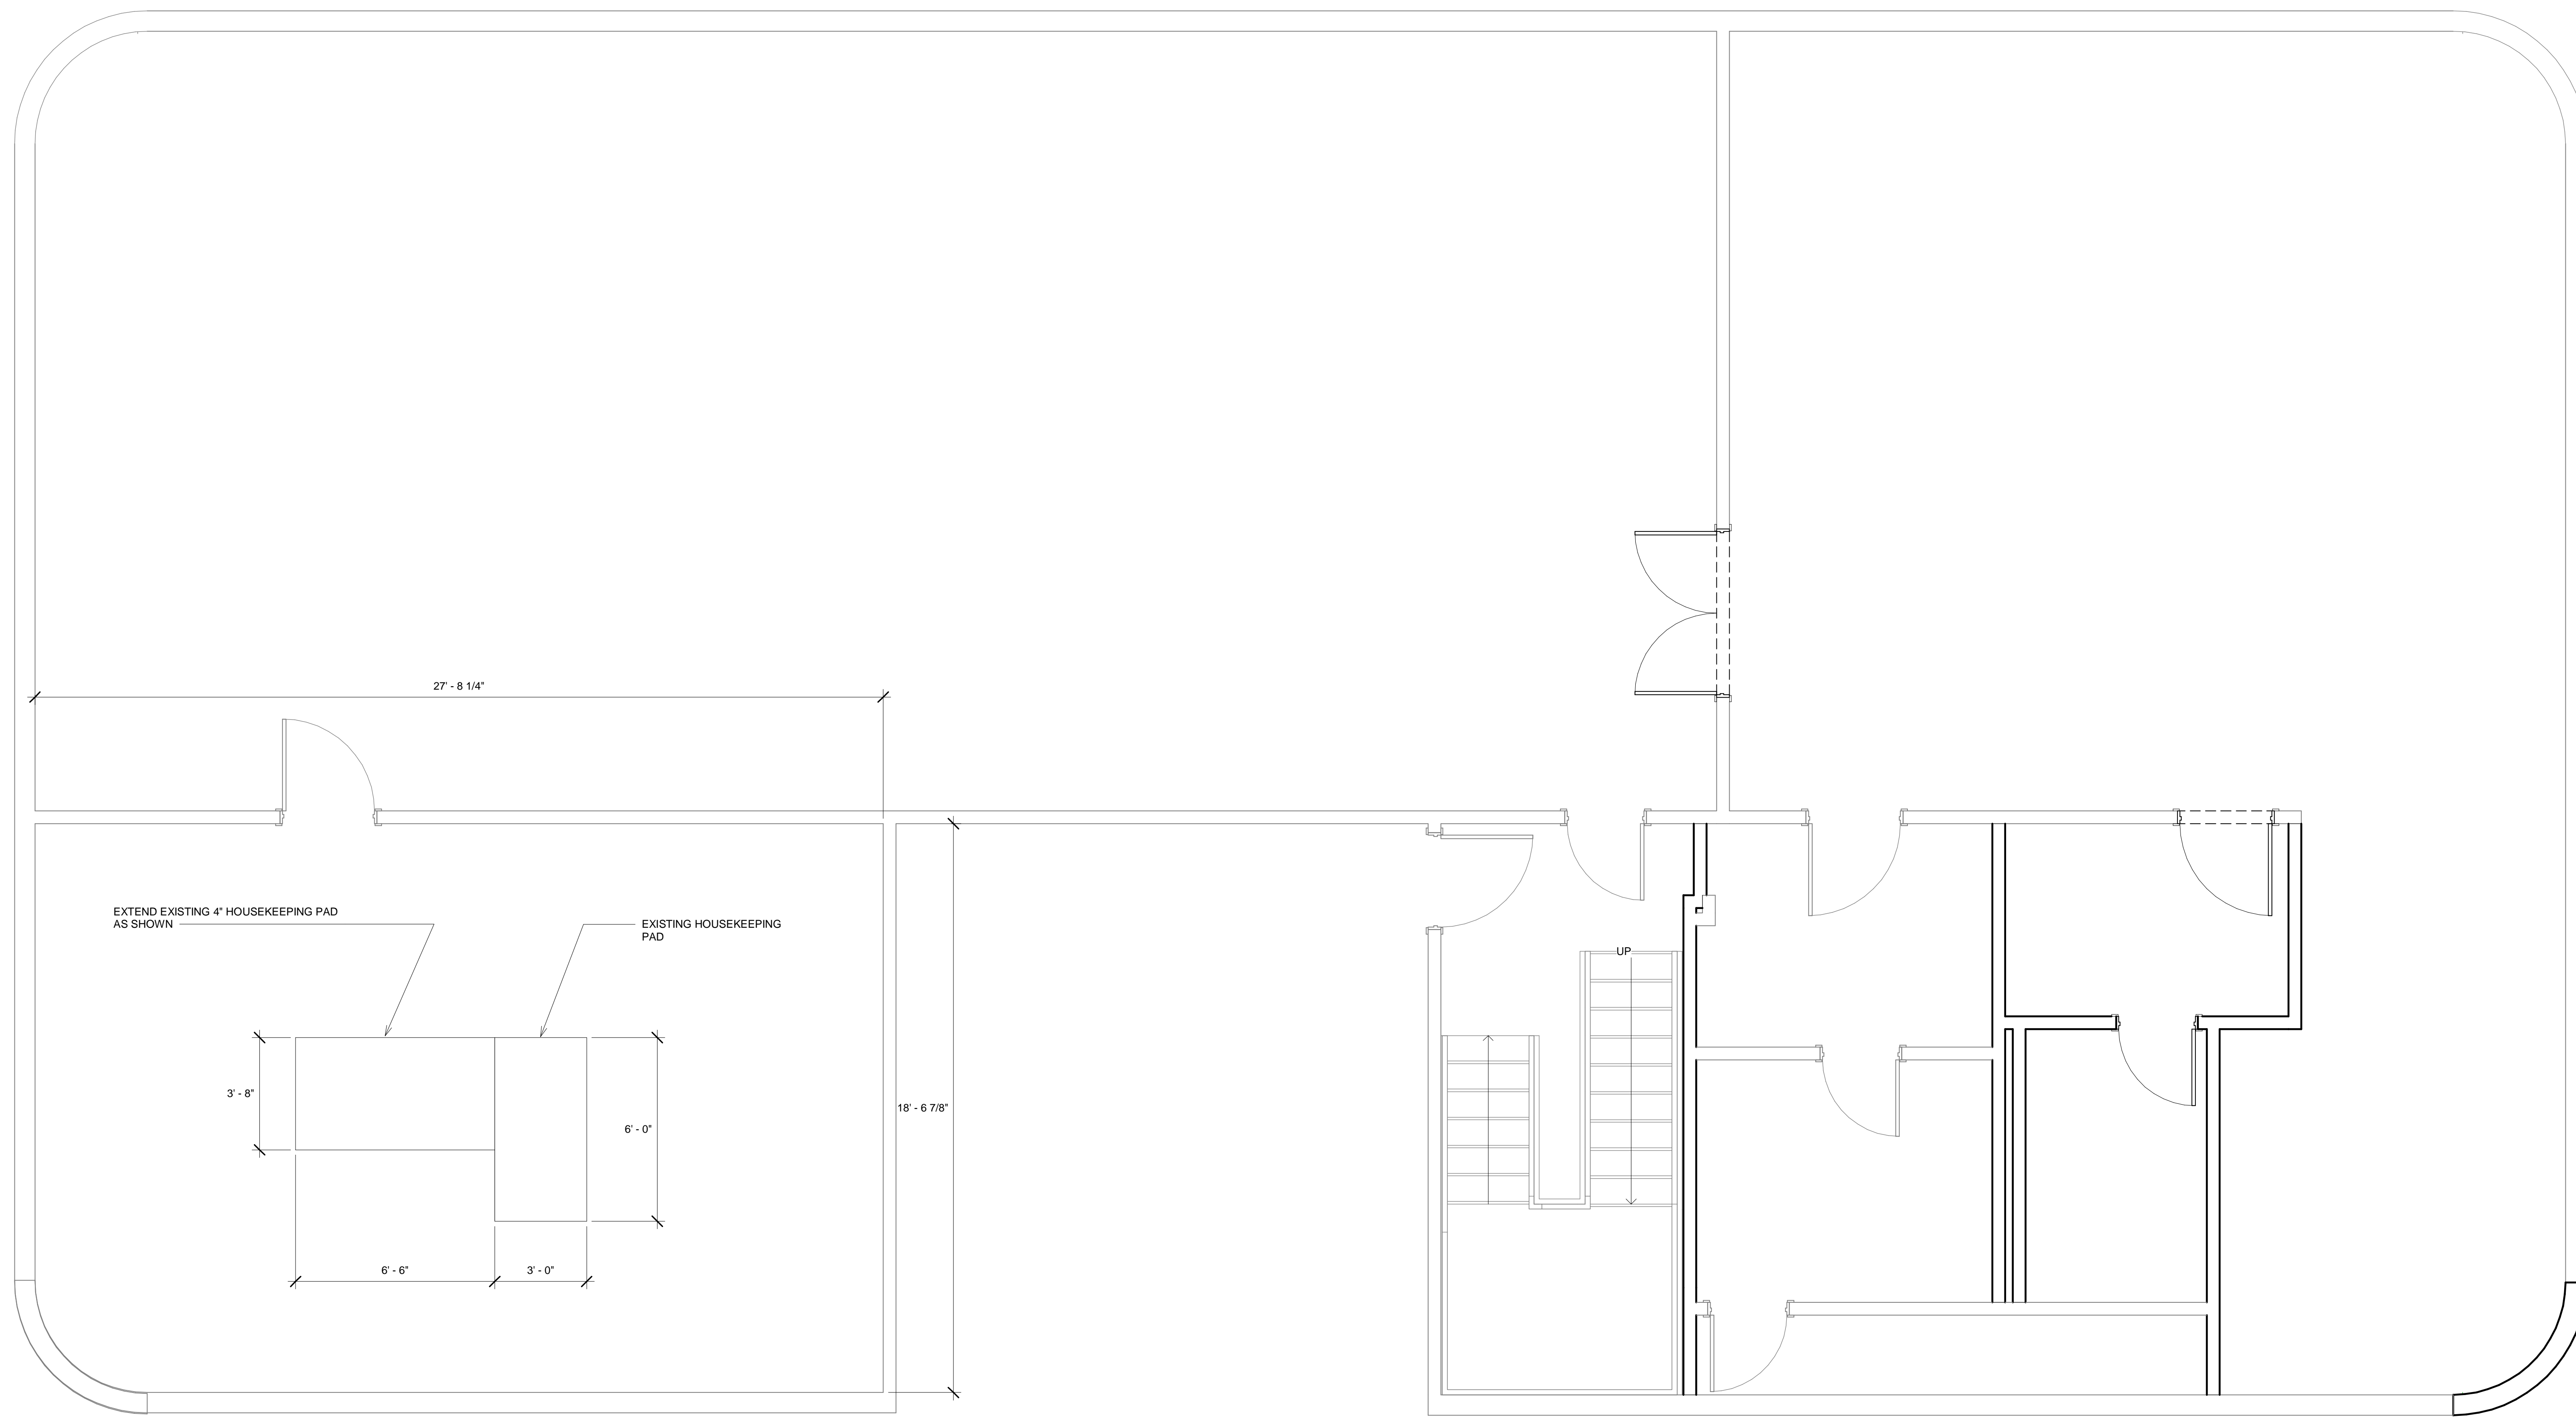 27' - 8 1/4"
EXTEND EXISTING 4" HOUSEKEEPING PAD
AS SHOWN
EXISTING HOUSEKEEPING
PAD
UP
3' - 8"
18' - 6 7/8"
6' - 0"
6' - 6"
3' - 0"